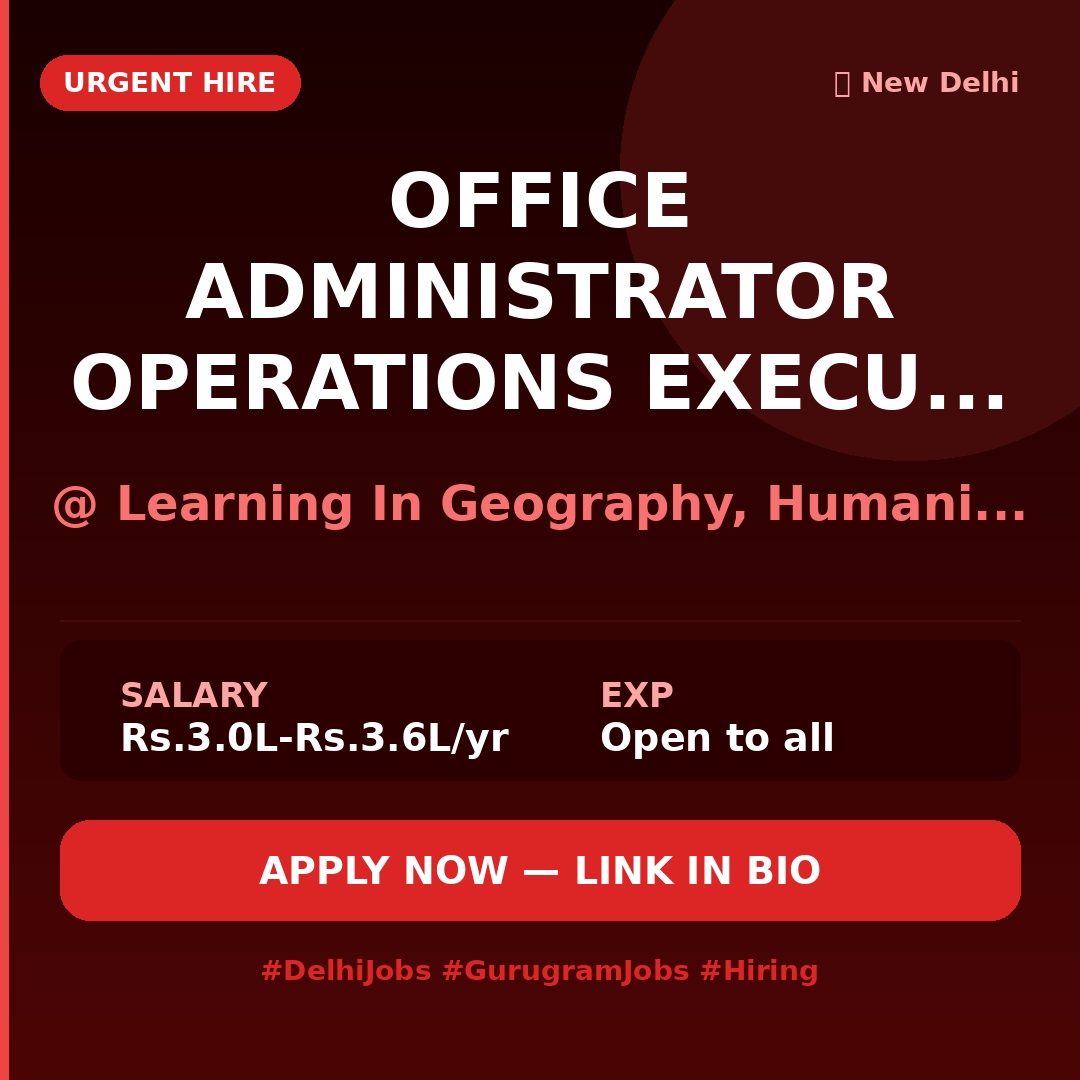 URGENT HIRE
New Delhi
OFFICE
ADMINISTRATOR
OPERATIONS EXECU...
@ Learning In Geography, Humani...
SALARY
EXP
Rs.3.0L-Rs.3.6L/yr
Open to all
APPLY NOW — LINK IN BIO
#DelhiJobs #GurugramJobs #Hiring